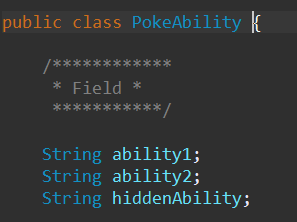 public class PokeAbility {
/************
* Field *
***********/
String ability1;
String ability2;
String hiddenAbility;